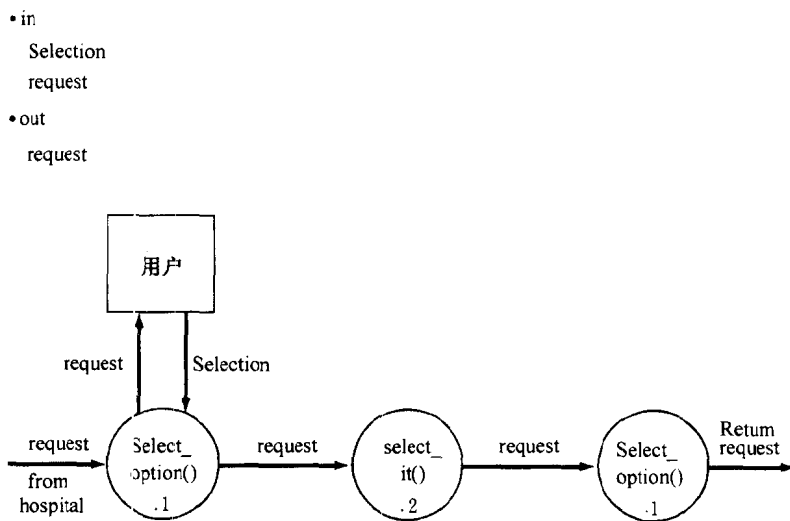 • in
Selection
request
• out
request
用户
request
Selection
request
from
hospital
Select_
option()
.1
request
select_
it()
.2
request
Select_
option()
.1
Retum
request